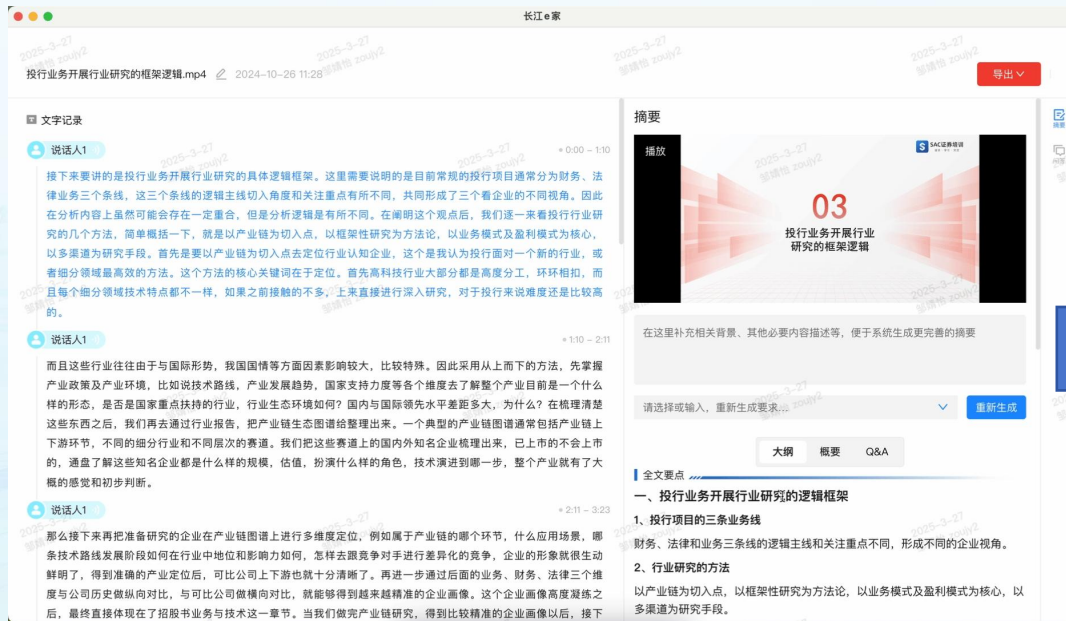 长江e家
投行业务开展行业研究的框架逻辑.mp4 2024-10-26 11:28
导出
文字记录
说话人1 0:00 – 1:10
接下来要讲的是投行业务开展行业研究的具体逻辑框架。这里需要说明的是目前常规的投行项目通常分为财务、法
律业务三个条线，这三个条线的逻辑主线切入角度和关注重点有所不同，共同形成了三个看企业的不同视角。因此
在分析内容上虽然可能会存在一定重合，但是分析逻辑是有所不同。在阐明这个观点后，我们逐一来看投行行业研
究的几个方法，简单概括一下，就是以产业链为切入点，以框架性研究为方法论，以业务模式及盈利模式为核心，
以多渠道为研究手段。首先是要以产业链为切入点去定位行业认知企业，这个是我认为投行面对一个新的行业，或
者细分领域最高效的方法。这个方法的核心关键词在于定位。首先高科技行业大部分都是高度分工，环环相扣，而
且每个细分领域技术特点都不一样，如果之前接触的不多，上来直接进行深入研究，对于投行来说难度还是比较高
的。
说话人1 1:10 – 2:11
而且这些行业往往由于与国际形势，我国国情等方面因素影响较大，比较特殊。因此采用从上而下的方法，先掌握
产业政策及产业环境，比如说技术路线，产业发展趋势，国家支持力度等各个维度去了解整个产业目前是一个什么
样的形态，是否是国家重点扶持的行业，行业生态环境如何？国内与国际领先水平差距多大，为什么？在梳理清楚
这些东西之后，我们再去通过行业报告，把产业链生态图谱给整理出来。一个典型的产业链图谱通常包括产业链上
下游环节，不同的细分行业和不同层次的赛道。我们把这些赛道上的国内外知名企业梳理出来，已上市的不会上市
的，通盘了解这些知名企业都是什么样的规模，估值，扮演什么样的角色，技术演进到哪一步，整个产业就有了大
概的感觉和初步判断。
说话人1 2:11 – 3:23
那么接下来再把准备研究的企业在产业链图谱上进行多维度定位，例如属于产业链的哪个环节，什么应用场景，哪
条技术路线发展阶段如何在行业中地位和影响力如何，怎样去跟竞争对手进行差异化的竞争，企业的形象就很生动
鲜明了，得到准确的产业定位后，可比公司上下游也就十分清晰了。再进一步通过后面的业务、财务、法律三个维
度与公司历史做纵向对比，与可比公司做横向对比，就能够得到越来越精准的企业画像。这个企业画像高度凝练之
后，最终直接体现在了招股书业务与技术这一章节。当我们做完产业链研究，得到比较精准的企业画像以后，接下
摘要
播放
SAC证券培训
03
投行业务开展行业
研究的框架逻辑
在这里补充相关背景、其他必要内容描述等，便于系统生成更完善的摘要
请选择或输入，重新生成要求... 重新生成
大纲 概要 Q&A
全文要点
一、投行业务开展行业研究的逻辑框架
1、投行项目的三条业务线
财务、法律和业务三条线的逻辑主线和关注重点不同，形成不同的企业视角。
2、行业研究的方法
以产业链为切入点，以框架性研究为方法论，以业务模式及盈利模式为核心，以
多渠道为研究手段。
摘要
2025-3-27
邹婧怡 zoujy2